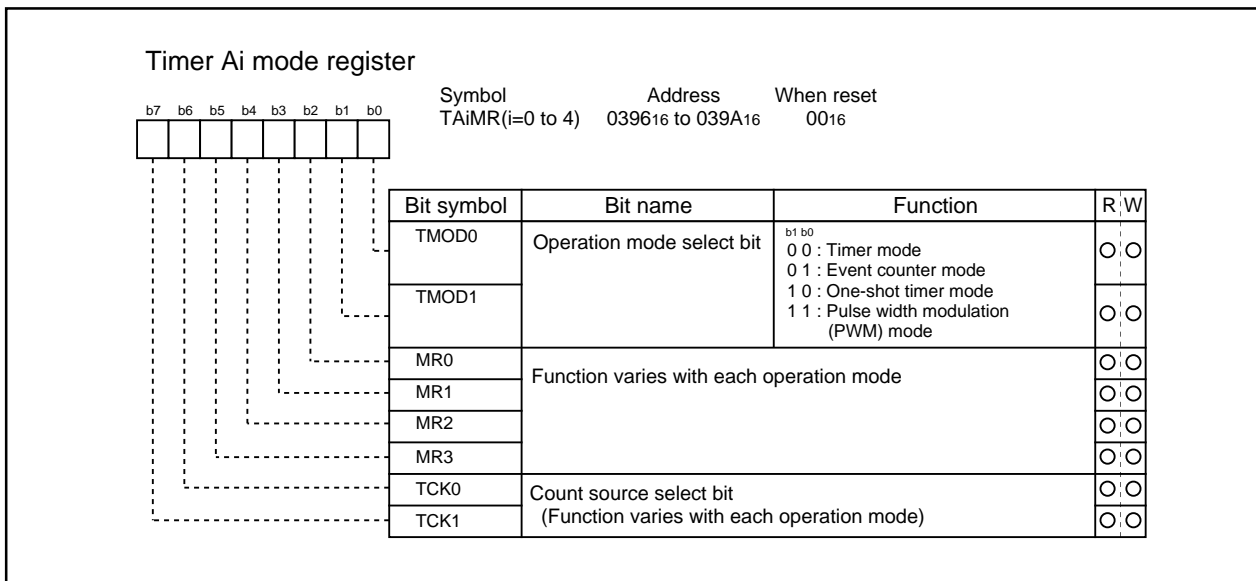 Timer Ai mode register
Symbol Address When reset
TAiMR(i=0 to 4) 039616 to 039A16 0016
b7 b6 b5 b4 b3 b2 b1 b0
Bit symbol Bit name Function R W
TMOD0 Operation mode select bit b1 b0
0 0 : Timer mode
0 1 : Event counter mode
TMOD1 1 0 : One-shot timer mode
1 1 : Pulse width modulation
(PWM) mode
MR0 Function varies with each operation mode
MR1
MR2
MR3
TCK0 Count source select bit
TCK1 (Function varies with each operation mode)